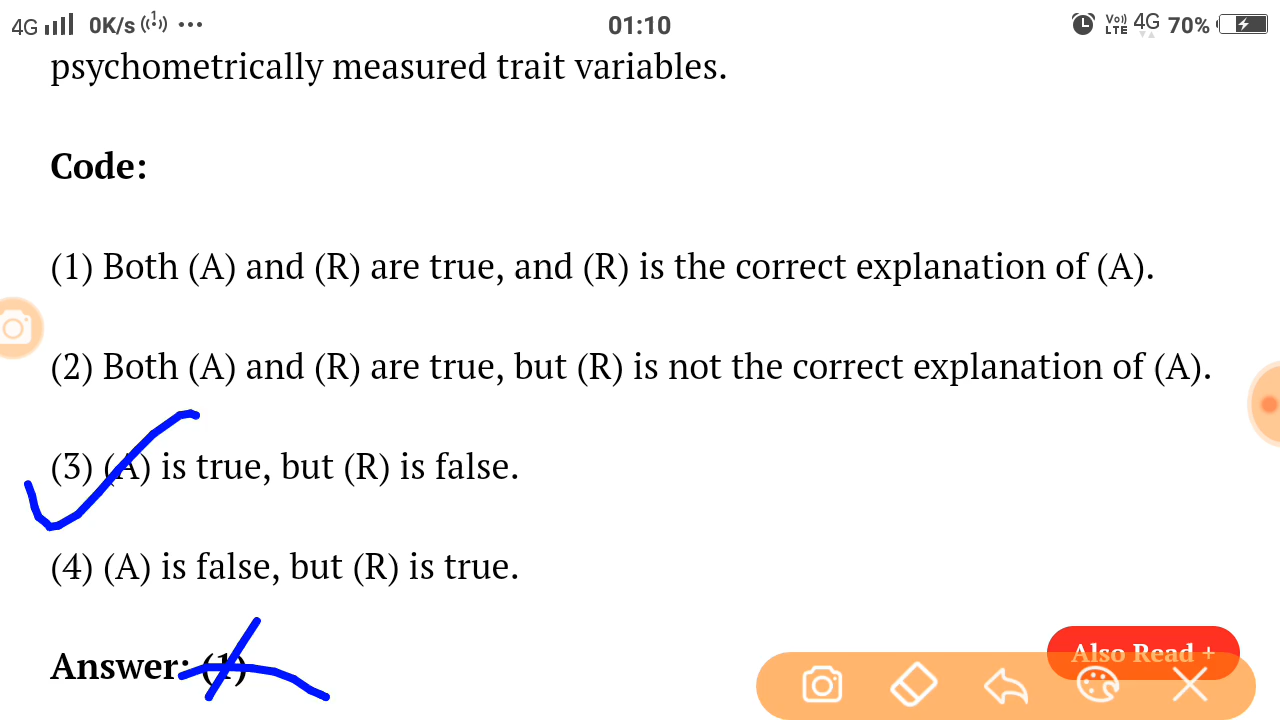 4G 0K/s 01:10 Vo)) LTE 4G 70%
psychometrically measured trait variables.
Code:
(1) Both (A) and (R) are true, and (R) is the correct explanation of (A).
(2) Both (A) and (R) are true, but (R) is not the correct explanation of (A).
(3) (A) is true, but (R) is false.
(4) (A) is false, but (R) is true.
Answer: (1)
Also Read +